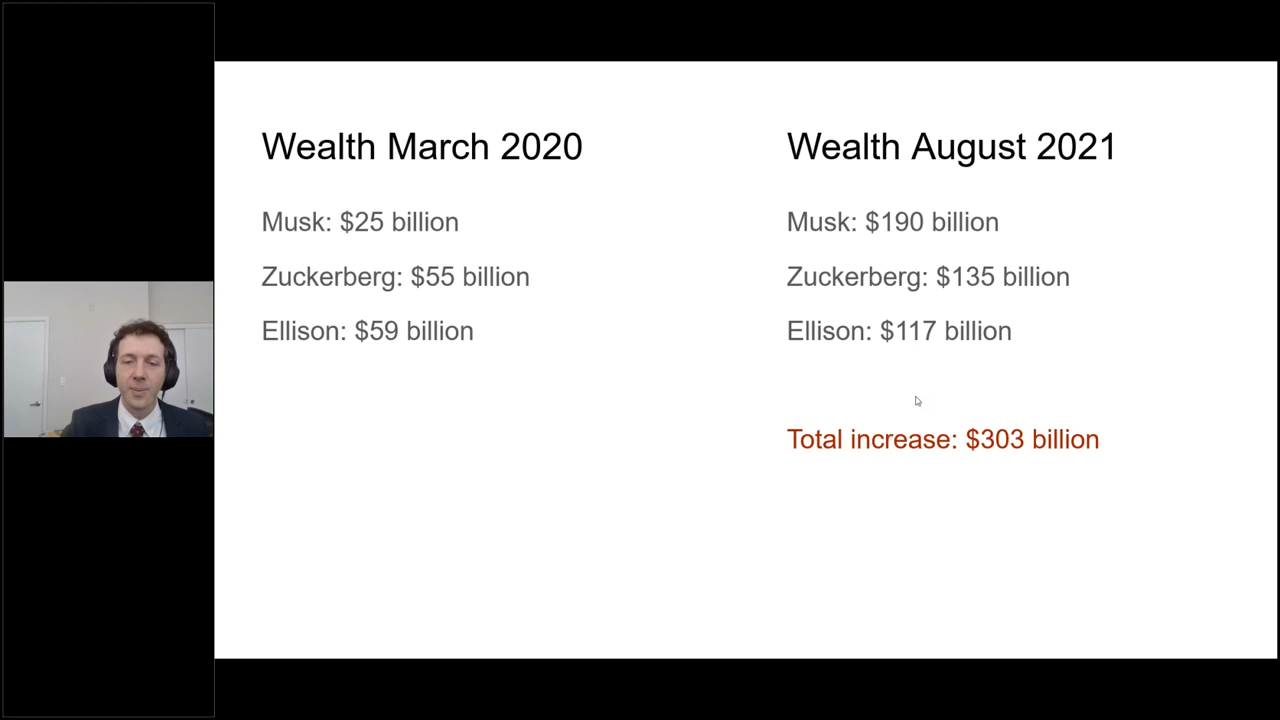 Wealth March 2020
Musk: $25 billion
Zuckerberg: $55 billion
Ellison: $59 billion
Wealth August 2021
Musk: $190 billion
Zuckerberg: $135 billion
Ellison: $117 billion
Total increase: $303 billion